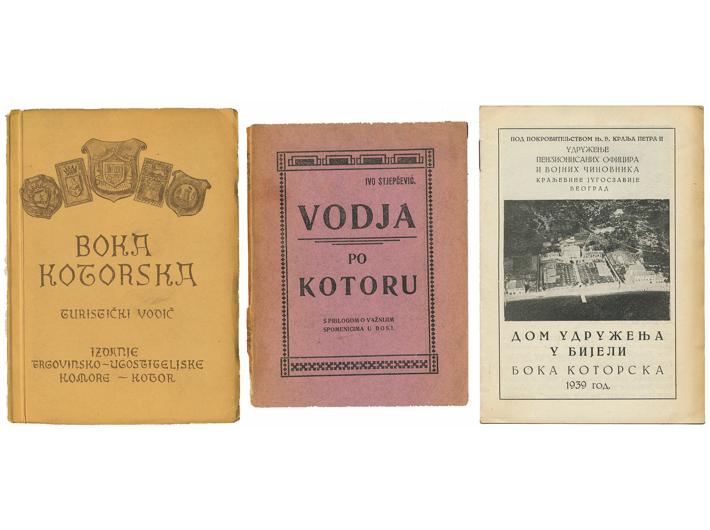 BOKA
KOTORSKA
TURISTIČKI VODIČ
IZDANJE
TRGOVINSKO-UGOSTITELJSKE
KOMORE - KOTOR
IVO STJEPČEVIĆ.
VODJA
PO
KOTORU
S PRILOGOM O VAŽNIJIM
SPOMENICIMA U BOKI.
ПОД ПОКРОВИТЕЉСТВОМ Њ. В. КРАЉА ПЕТРА II
УДРУЖЕЊЕ
ПЕНЗИОНИСАНИХ ОФИЦИРА
И ВОЈНИХ ЧИНОВНИКА
КРАЉЕВИНЕ ЈУГОСЛАВИЈЕ
БЕОГРАД
ДОМ УДРУЖЕЊА
У БИЈЕЛИ
БОКА КОТОРСКА
1939 год.